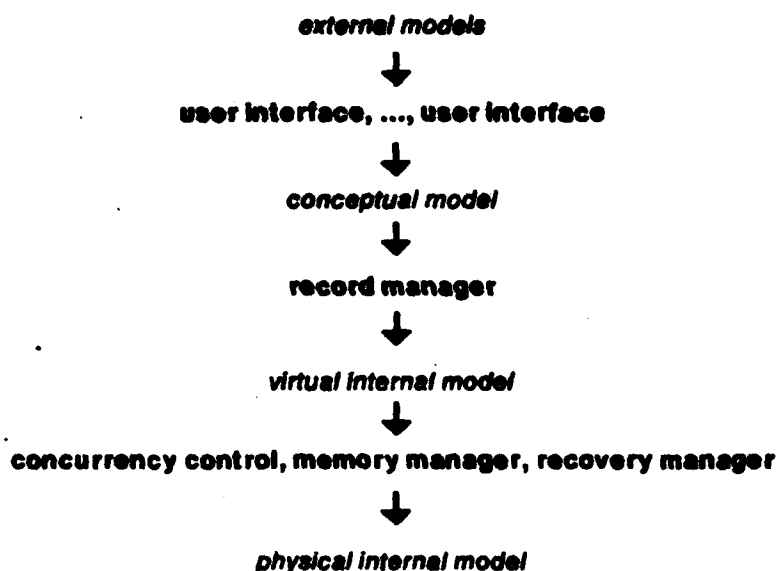 external models
user interface, ..., user interface
conceptual model
record manager
virtual internal model
concurrency control, memory manager, recovery manager
physical internal model